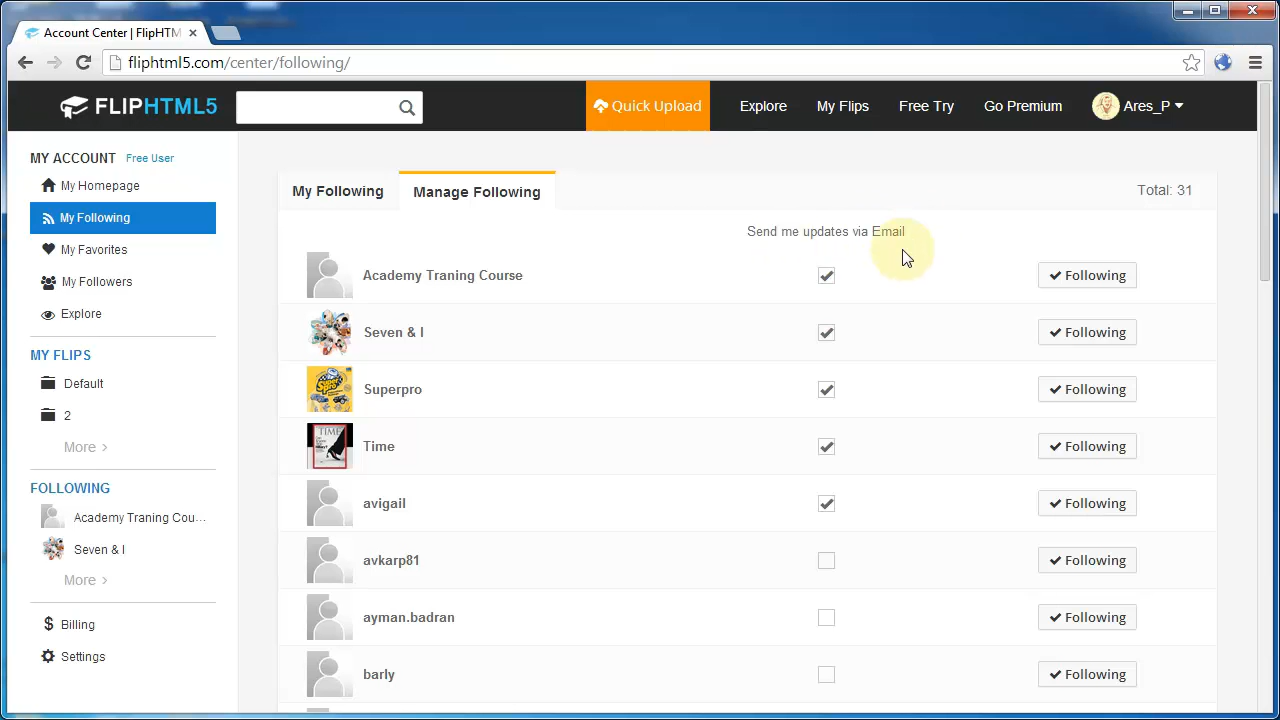 Account Center | FlipHTM
fliphtml5.com/center/following/
FLIPHTML5
Quick Upload
Explore
My Flips
Free Try
Go Premium
Ares_P
MY ACCOUNT Free User
My Homepage
My Following
My Favorites
My Followers
Explore
MY FLIPS
Default
2
More >
FOLLOWING
Academy Traning Cou...
Seven & I
More >
Billing
Settings
My Following
Manage Following
Total: 31
Send me updates via Email
Academy Traning Course
Following
Seven & I
Following
Superpro
Following
TIME
Time
Following
avigail
Following
avkarp81
Following
ayman.badran
Following
barly
Following